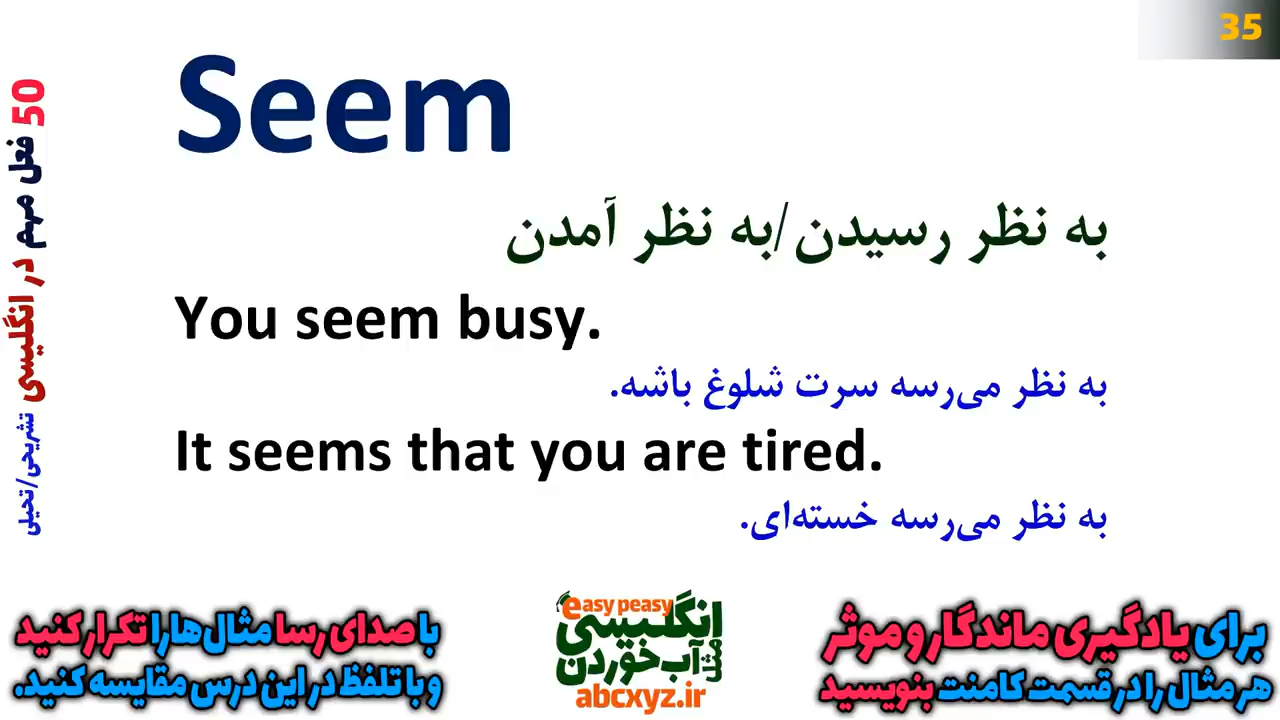 35
Seem
به نظر رسیدن/به نظر آمدن
You seem busy.
به نظر می‌رسه سرت شلوغ باشه.
It seems that you are tired.
به نظر می‌رسه خسته‌ای.
50 فعل مهم در انگلیسی تشریحی/تحیلی
برای یادگیری ماندگار و موثر
هر مثال را در قسمت کامنت بنویسید
easy peasy
انگلیسی
مثل
آب خوردن
abcxyz.ir
با صدای رسا مثال‌ها را تکرار کنید
و با تلفظ در این درس مقایسه کنید.